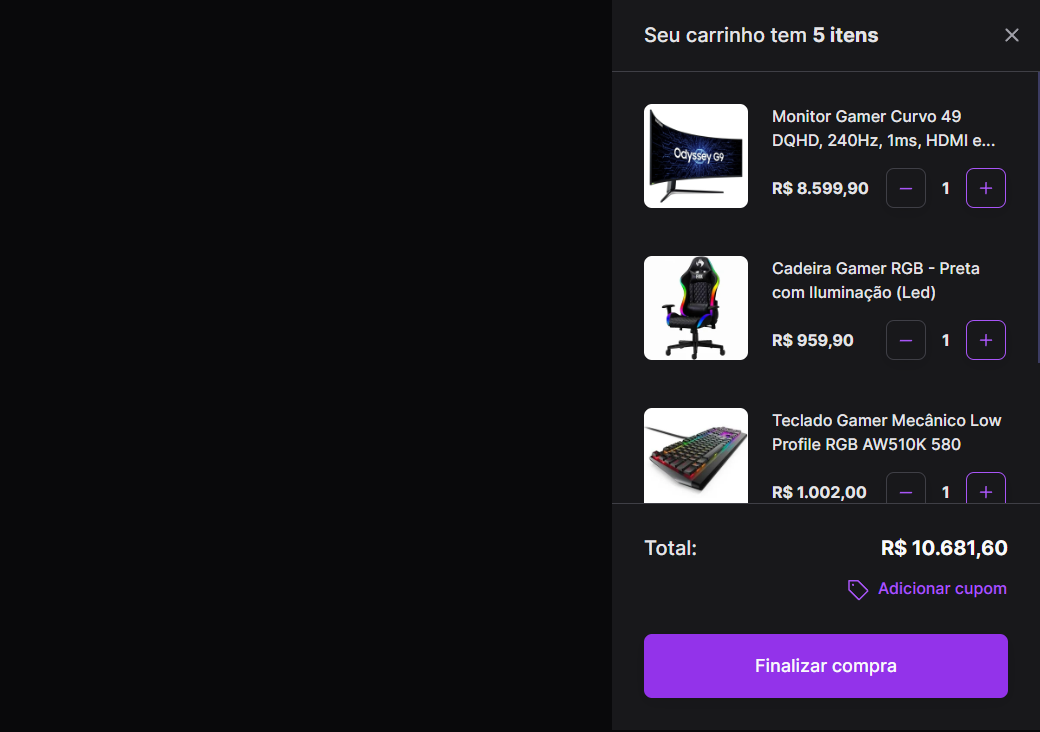 Seu carrinho tem 5 itens
Odyssey G9
Monitor Gamer Curvo 49
DQHD, 240Hz, 1ms, HDMI e...
R$ 8.599,90
1
Cadeira Gamer RGB - Preta
com Iluminação (Led)
R$ 959,90
1
Teclado Gamer Mecânico Low
Profile RGB AW510K 580
R$ 1.002,00
1
Total:
R$ 10.681,60
Adicionar cupom
Finalizar compra